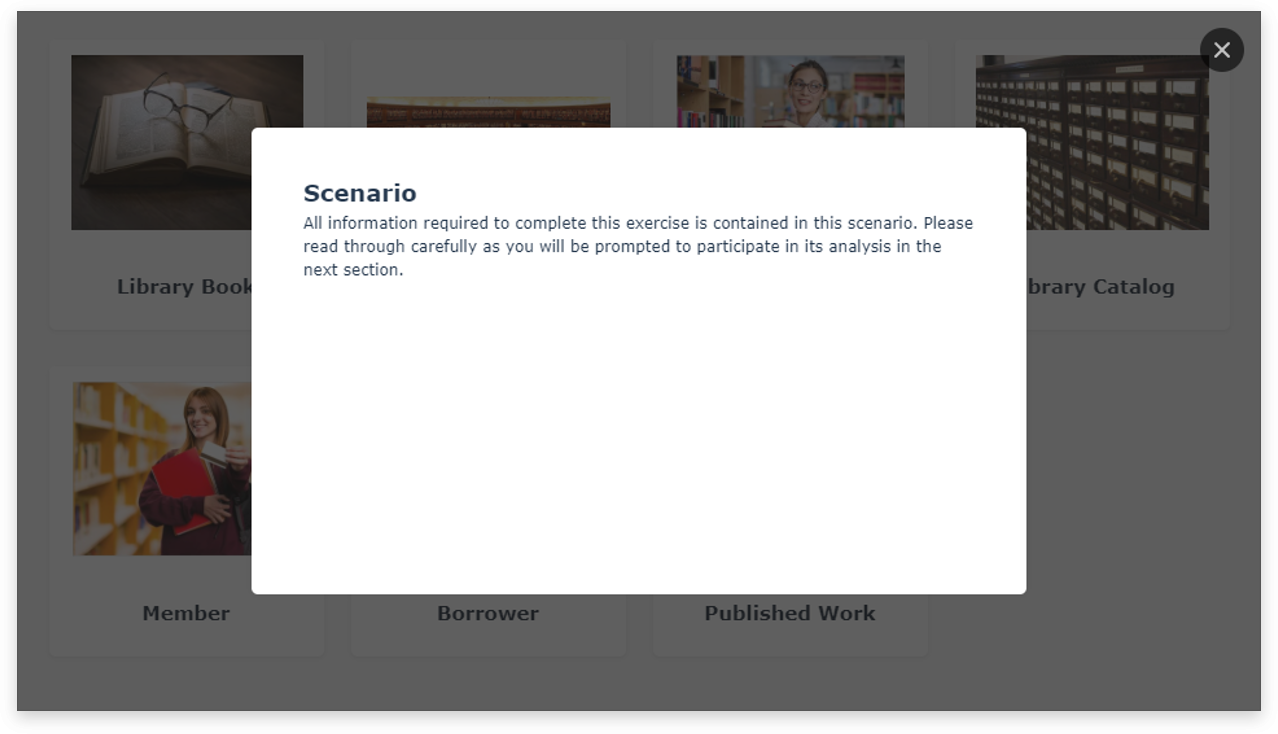 Scenario
All information required to complete this exercise is contained in this scenario. Please
read through carefully as you will be prompted to participate in its analysis in the
next section.
Library Book
brary Catalog
Member
Borrower
Published Work